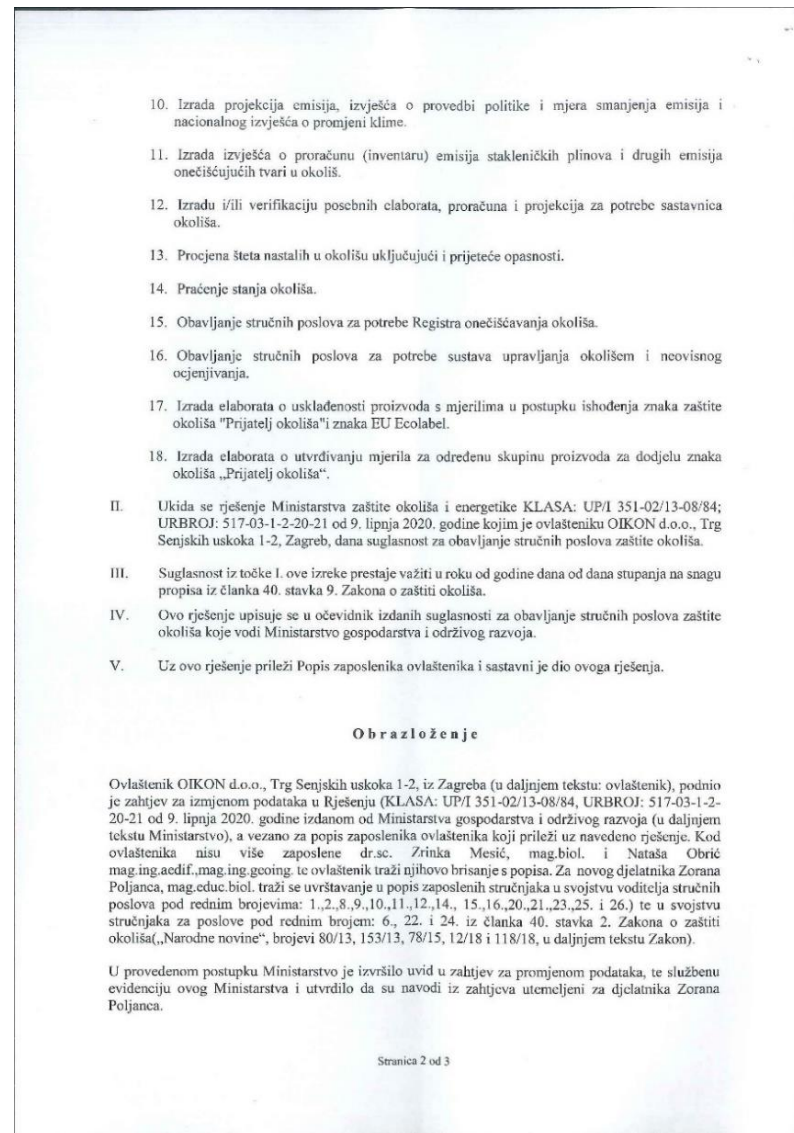 10. Izrada projekcija emisija, izvješća o provedbi politike i mjera smanjenja emisija i
nacionalnog izvješća o promjeni klime.
11. Izrada izvješća o proračunu (inventaru) emisija stakleničkih plinova i drugih emisija
onečišćujućih tvari u okoliš.
12. Izradu i/ili verifikaciju posebnih elaborata, proračuna i projekcija za potrebe sastavnica
okoliša.
13. Procjena šteta nastalih u okolišu uključujući i prijeteće opasnosti.
14. Praćenje stanja okoliša.
15. Obavljanje stručnih poslova za potrebe Registra onečišćavanja okoliša.
16. Obavljanje stručnih poslova za potrebe sustava upravljanja okolišem i neovisnog
ocjenjivanja.
17. Izrada elaborata o usklađenosti proizvoda s mjerilima u postupku ishođenja znaka zaštite
okoliša "Prijatelj okoliša"i znaka EU Ecolabel.
18. Izrada elaborata o utvrđivanju mjerila za određenu skupinu proizvoda za dodjelu znaka
okoliša „Prijatelj okoliša“.
II. Ukida se rješenje Ministarstva zaštite okoliša i energetike KLASA: UP/I 351-02/13-08/84;
URBROJ: 517-03-1-2-20-21 od 9. lipnja 2020. godine kojim je ovlašteniku OIKON d.o.o., Trg
Senjskih uskoka 1-2, Zagreb, dana suglasnost za obavljanje stručnih poslova zaštite okoliša.
III. Suglasnost iz točke I. ove izreke prestaje važiti u roku od godine dana od dana stupanja na snagu
propisa iz članka 40. stavka 9. Zakona o zaštiti okoliša.
IV. Ovo rješenje upisuje se u očevidnik izdanih suglasnosti za obavljanje stručnih poslova zaštite
okoliša koje vodi Ministarstvo gospodarstva i održivog razvoja.
V. Uz ovo rješenje prileži Popis zaposlenika ovlaštenika i sastavni je dio ovoga rješenja.
Obrazloženje
Ovlaštenik OIKON d.o.o., Trg Senjskih uskoka 1-2, iz Zagreba (u daljnjem tekstu: ovlaštenik), podnio
je zahtjev za izmjenom podataka u Rješenju (KLASA: UP/I 351-02/13-08/84, URBROJ: 517-03-1-2-
20-21 od 9. lipnja 2020. godine izdanom od Ministarstva gospodarstva i održivog razvoja (u daljnjem
tekstu Ministarstvo), a vezano za popis zaposlenika ovlaštenika koji prileži uz navedeno rješenje. Kod
ovlaštenika nisu više zaposlene dr.sc. Zrinka Mesić, mag.biol. i Nataša Obrić
mag.ing.aedif.,mag.ing.geoing. te ovlaštenik traži njihovo brisanje s popisa. Za novog djelatnika Zorana
Poljanca, mag.educ.biol. traži se uvrštavanje u popis zaposlenih stručnjaka u svojstvu voditelja stručnih
poslova pod rednim brojevima: 1.,2.,8.,9.,10.,11.,12.,14., 15.,16.,20.,21.,23.,25. i 26.) te u svojstvu
stručnjaka za poslove pod rednim brojem: 6., 22. i 24. iz članka 40. stavka 2. Zakona o zaštiti
okoliša(„Narodne novine“, brojevi 80/13, 153/13, 78/15, 12/18 i 118/18, u daljnjem tekstu Zakon).
U provedenom postupku Ministarstvo je izvršilo uvid u zahtjev za promjenom podataka, te službenu
evidenciju ovog Ministarstva i utvrdilo da su navodi iz zahtjeva utemeljeni za djelatnika Zorana
Poljanca.
Stranica 2 od 3